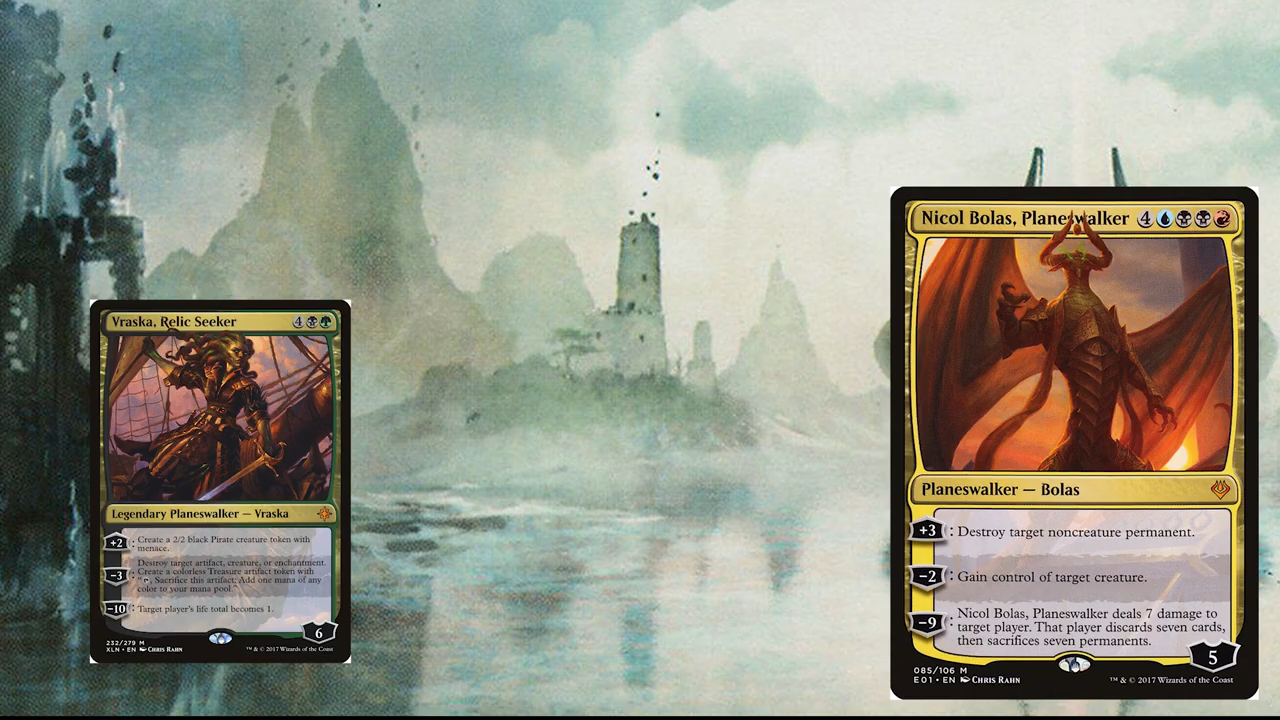 Vraska, Relic Seeker 4
Legendary Planeswalker — Vraska
+2 : Create a 2/2 black Pirate creature token with
menace.
Destroy target artifact, creature, or enchantment.
−3 : Create a colorless Treasure artifact token with
", Sacrifice this artifact: Add one mana of any
color to your mana pool."
−10 : Target player's life total becomes 1.
6
232/279 M
XLN • EN Chris Rahn
™ & © 2017 Wizards of the Coast
Nicol Bolas, Planeswalker 4
Planeswalker — Bolas
+3 : Destroy target noncreature permanent.
−2 : Gain control of target creature.
Nicol Bolas, Planeswalker deals 7 damage to
−9 : target player. That player discards seven cards,
then sacrifices seven permanents.
5
085/106 M
E01 • EN Chris Rahn
™ & © 2017 Wizards of the Coast